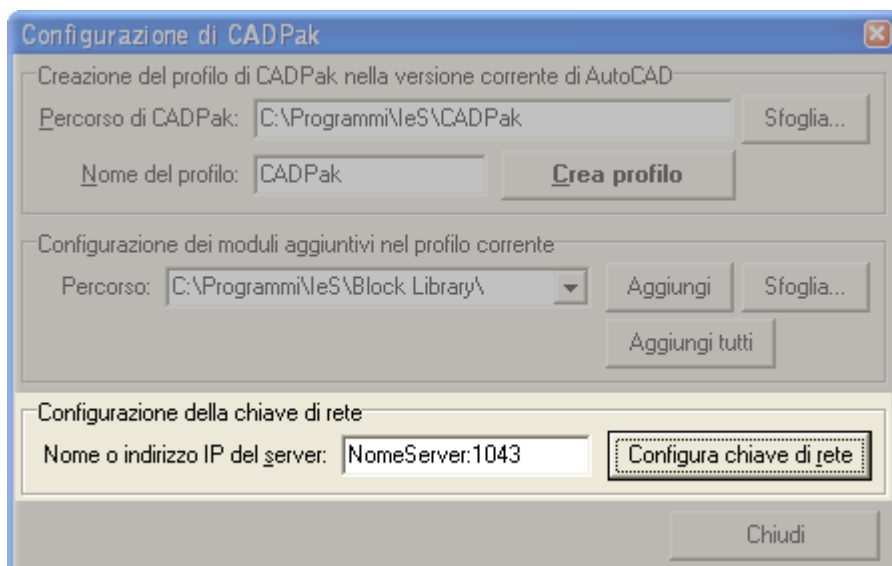 Configurazione di CADPak
Creazione del profilo di CADPak nella versione corrente di AutoCAD
Percorso di CADPak: C:\Programmi\IeS\CADPak Sfoglia...
Nome del profilo: CADPak Crea profilo
Configurazione dei moduli aggiuntivi nel profilo corrente
Percorso: C:\Programmi\IeS\Block Library\ Aggiungi Sfoglia...
Aggiungi tutti
Configurazione della chiave di rete
Nome o indirizzo IP del server: NomeServer:1043 Configura chiave di rete
Chiudi